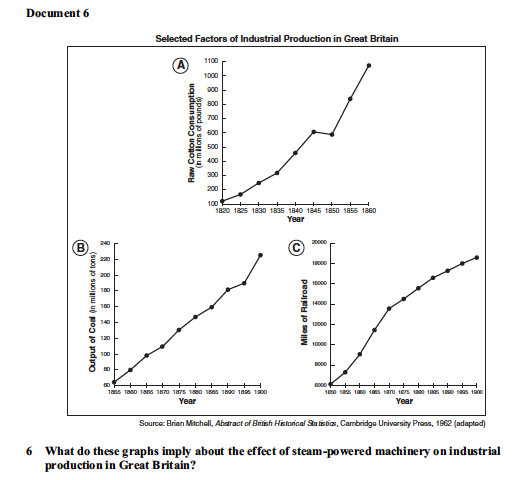 Document 6
Selected Factors of Industrial Production in Great Britain
A
Raw Cotton Consumption
(in millions of pounds)
1100
1000
900
800
700
600
500
400
300
200
100
1820 1825 1830 1835 1840 1845 1850 1855 1860
Year
B
Output of Coal (in millions of tons)
240
220
200
180
160
140
120
100
80
60
1855 1860 1865 1870 1875 1880 1885 1890 1895 1900
Year
C
Miles of Railroad
20000
18000
16000
14000
12000
10000
8000
6000
1850 1855 1860 1865 1870 1875 1880 1885 1890 1895 1900
Year
Source: Brian Mitchell, Abstract of British Historical Statistics, Cambridge University Press, 1962 (adapted)
6 What do these graphs imply about the effect of steam-powered machinery on industrial
production in Great Britain?